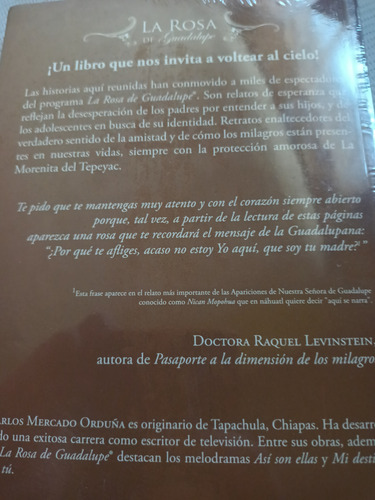 LA ROSA
DE Guadalupe
¡Un libro que nos invita a voltear al cielo!
Las historias aquí reunidas han conmovido a miles de espectadores
del programa La Rosa de Guadalupe®. Son relatos de esperanza que
reflejan la desesperación de los padres por entender a sus hijos, y de
los adolescentes en busca de su identidad. Retratos enaltecedores del
verdadero sentido de la amistad y de cómo los milagros están presen-
tes en nuestras vidas, siempre con la protección amorosa de La
Morenita del Tepeyac.
Te pido que te mantengas muy atento y con el corazón siempre abierto
porque, tal vez, a partir de la lectura de estas páginas
aparezca una rosa que te recordará el mensaje de la Guadalupana:
"¿Por qué te afliges, acaso no estoy Yo aquí, que soy tu madre?¹"
¹Esta frase aparece en el relato más importante de las Apariciones de Nuestra Señora de Guadalupe
conocido como Nican Mopohua que en náhuatl quiere decir "aquí se narra".
DOCTORA RAQUEL LEVINSTEIN,
autora de Pasaporte a la dimensión de los milagro
ARLOS MERCADO ORDUÑA es originario de Tapachula, Chiapas. Ha desarro
do una exitosa carrera como escritor de televisión. Entre sus obras, adem
La Rosa de Guadalupe® destacan los melodramas Así son ellas y Mi desti
tú.